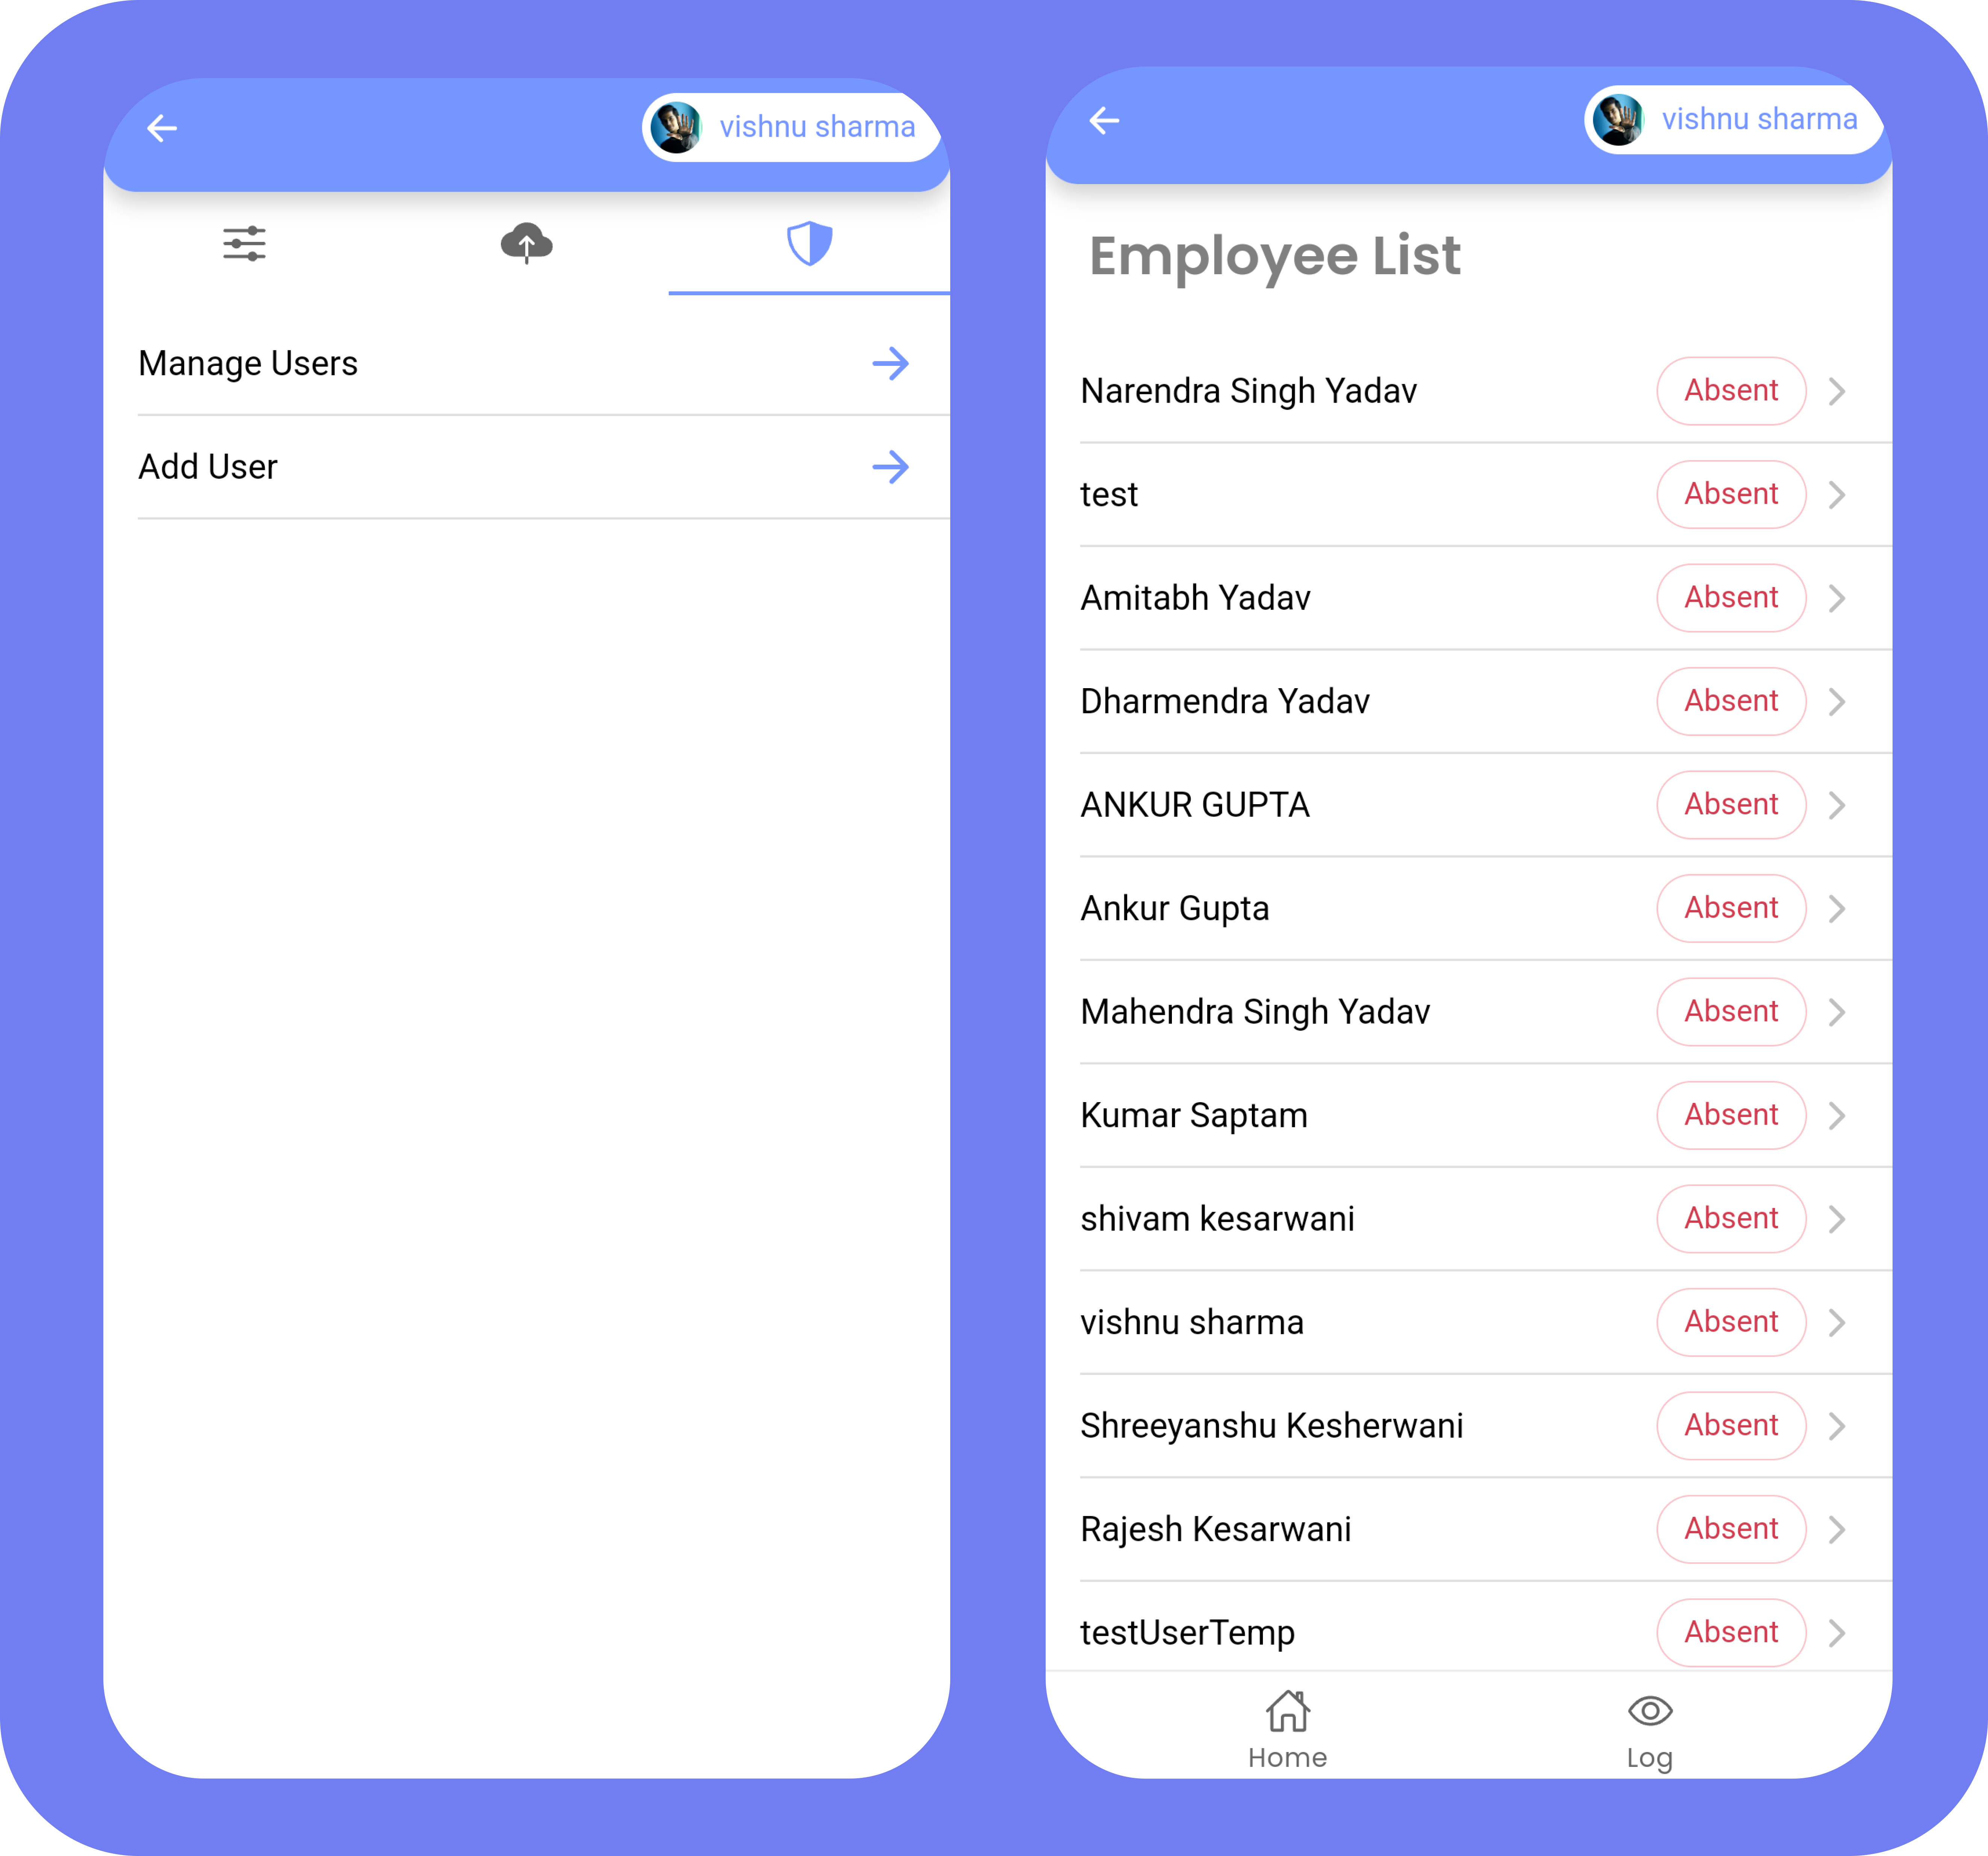 vishnu sharma
Manage Users
Add User
vishnu sharma
Employee List
Narendra Singh Yadav Absent
test Absent
Amitabh Yadav Absent
Dharmendra Yadav Absent
ANKUR GUPTA Absent
Ankur Gupta Absent
Mahendra Singh Yadav Absent
Kumar Saptam Absent
shivam kesarwani Absent
vishnu sharma Absent
Shreeyanshu Kesherwani Absent
Rajesh Kesarwani Absent
testUserTemp Absent
Home Log